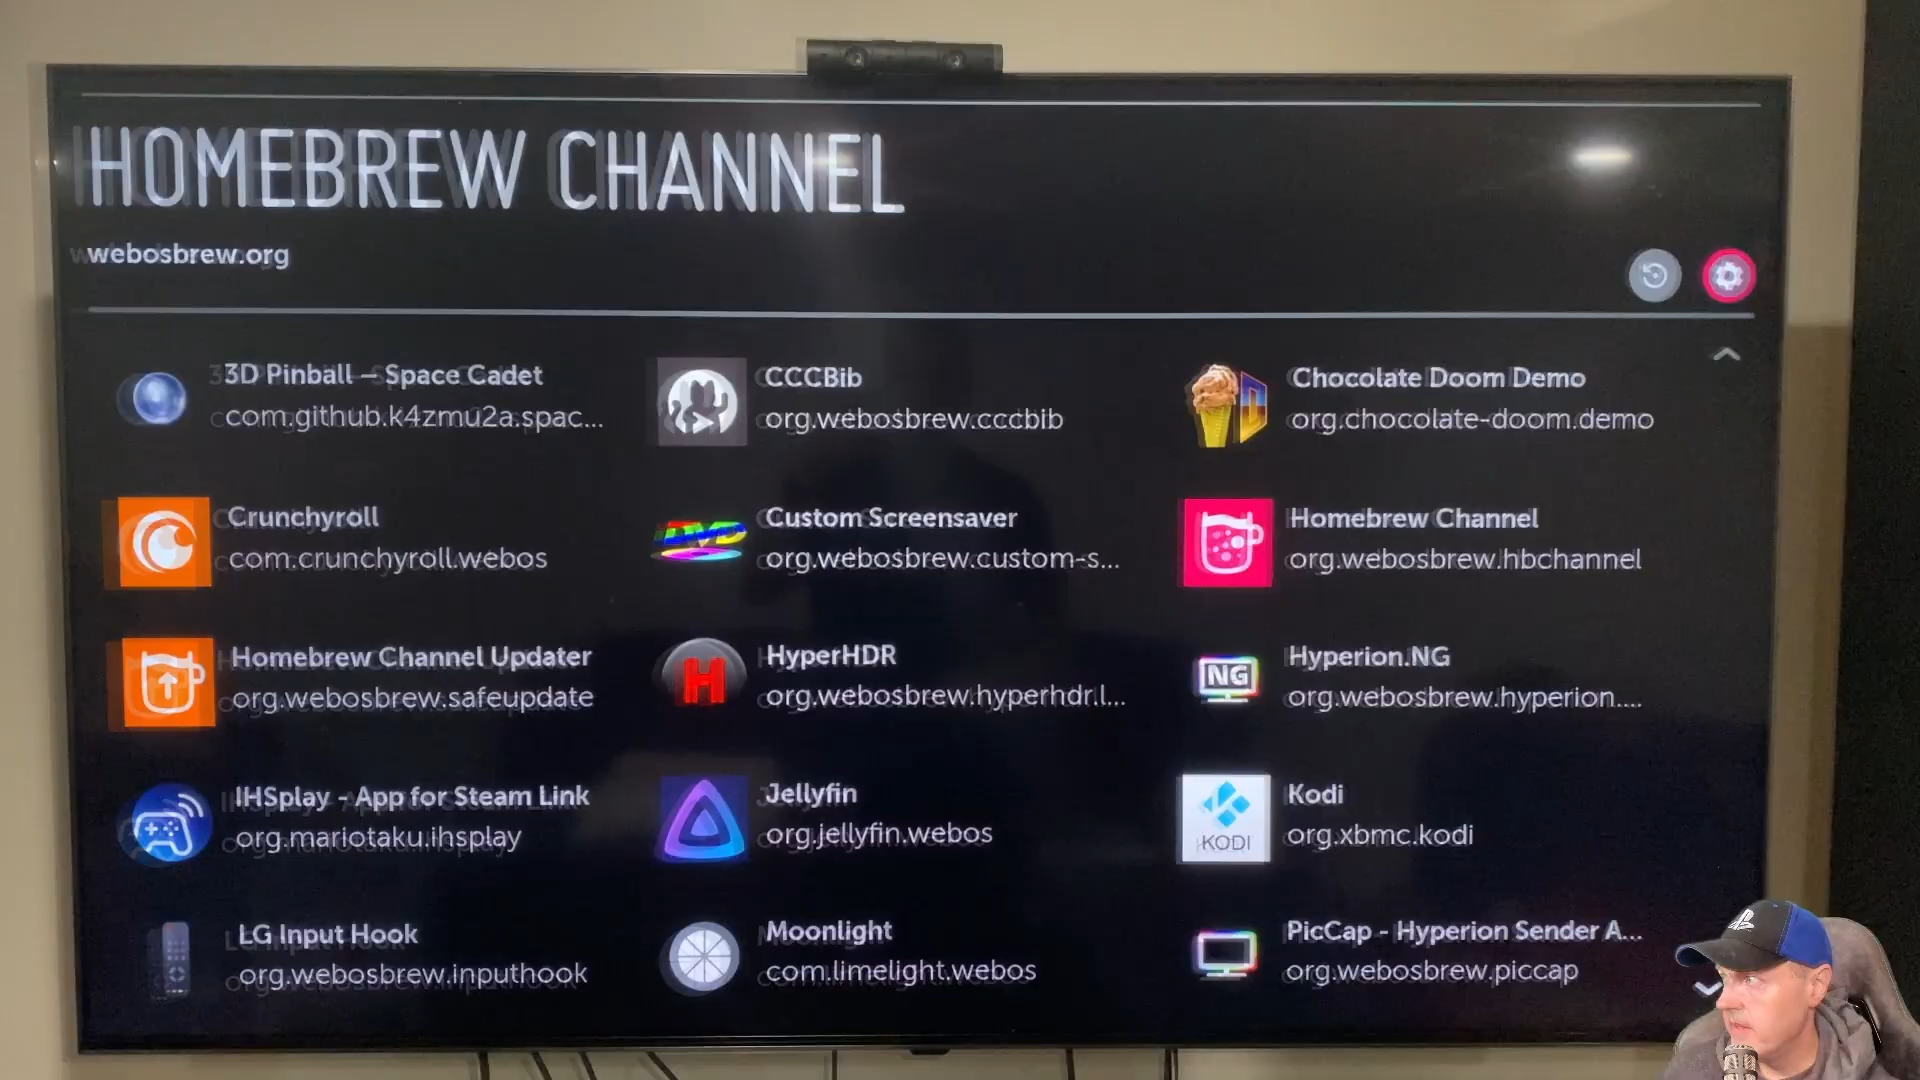 HOMEBREW CHANNEL
webosbrew.org
3D Pinball – Space Cadet
com.github.k4zmu2a.spac...
CCCBib
org.webosbrew.cccbib
Chocolate Doom Demo
org.chocolate-doom.demo
Crunchyroll
com.crunchyroll.webos
DVD
Custom Screensaver
org.webosbrew.custom-s...
Homebrew Channel
org.webosbrew.hbchannel
Homebrew Channel Updater
org.webosbrew.safeupdate
H
HyperHDR
org.webosbrew.hyperhdr.l...
NG
Hyperion.NG
org.webosbrew.hyperion....
IHSplay - App for Steam Link
org.mariotaku.ihsplay
Jellyfin
org.jellyfin.webos
KODI
Kodi
org.xbmc.kodi
LG Input Hook
org.webosbrew.inputhook
Moonlight
com.limelight.webos
PicCap - Hyperion Sender A...
org.webosbrew.piccap